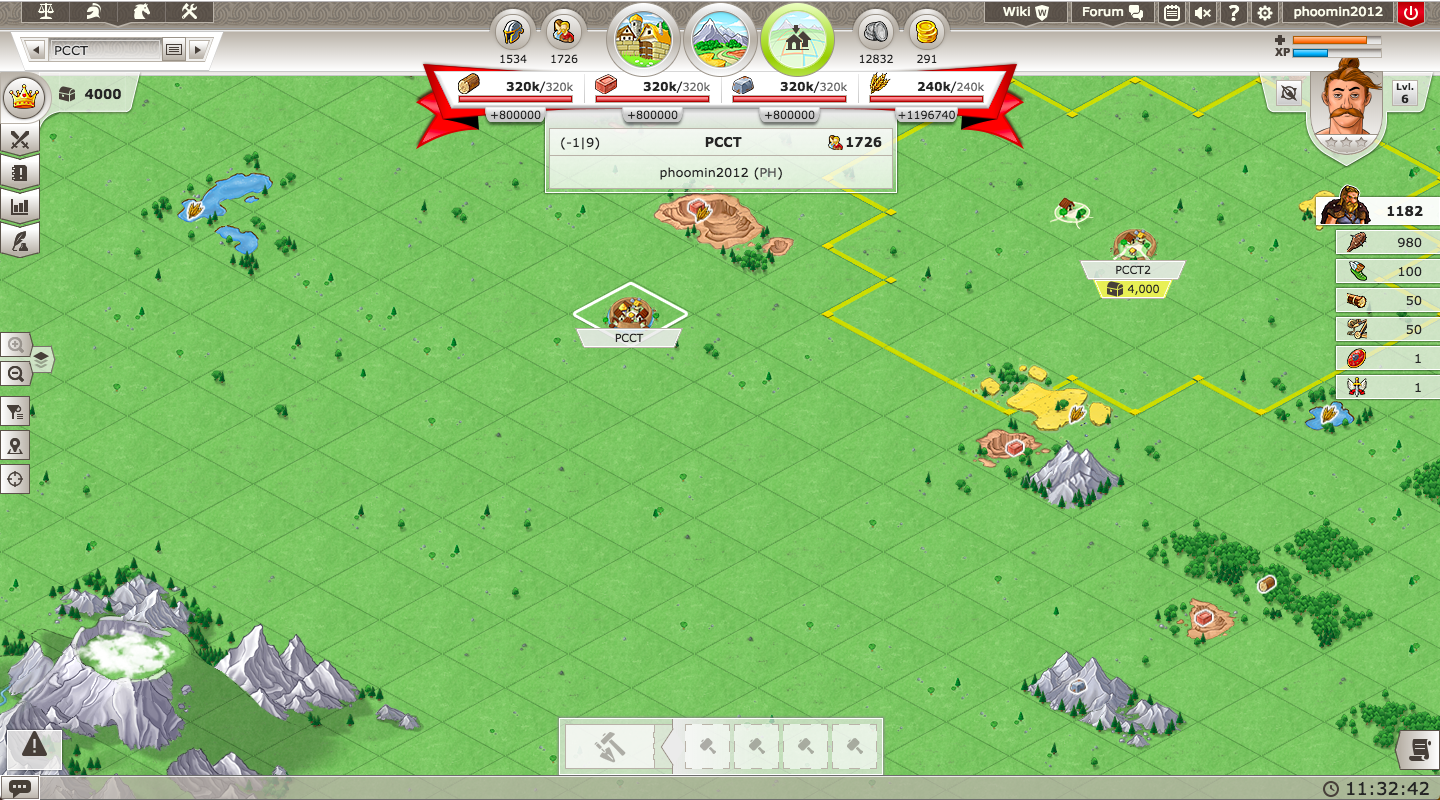 Wiki
Forum
?
phoomin2012
PCCT
1534
1726
12832
291
XP
Lvl.
6
4000
320k/320k
320k/320k
320k/320k
240k/240k
+800000
+800000
+800000
+1196740
(-1|9)
PCCT
1726
phoomin2012 (PH)
1182
980
100
50
50
1
1
PCCT2
4,000
PCCT
11:32:42